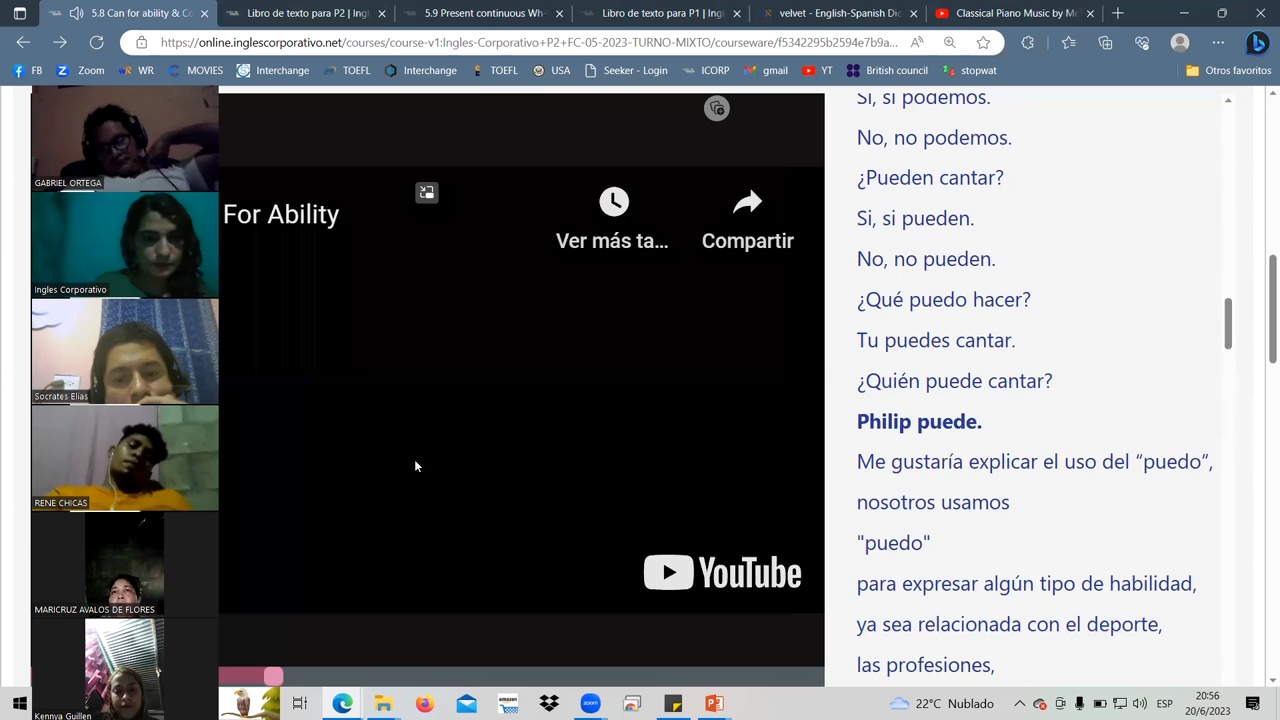 5.8 Ability & Co
Libro de texto para P2 | Ingl
5.9 Present continuous Wh
Libro de texto para P1 | Ingl
velvet - English-Spanish Dic
Classical Piano Music by Mo
https://online.inglescorporativo.net/courses/course-v1:Ingles-Corporativo+P2+FC-05-2023-TURNO-MIXTO/courseware/f5342295b2594e7b9a...
FB
Zoom
WR
MOVIES
Interchange
TOEFL
Interchange
TOEFL
USA
Seeker - Login
ICORP
gmail
YT
British council
stopwat
Otros favoritos
GABRIEL ORTEGA
Ingles Corporativo
Socrates Elias
RENE CHICAS
MARICRUZ AVALOS DE FLORES
Kennya Guillen
For Ability
Ver más ta...
Compartir
YouTube
Si, si podemos.
No, no podemos.
¿Pueden cantar?
Si, si pueden.
No, no pueden.
¿Qué puedo hacer?
Tu puedes cantar.
¿Quién puede cantar?
Philip puede.
Me gustaría explicar el uso del “puedo”,
nosotros usamos
"puedo"
para expresar algún tipo de habilidad,
ya sea relacionada con el deporte,
las profesiones,
amazon
zoom
22°C Nublado
ESP
20:56
20/6/2023